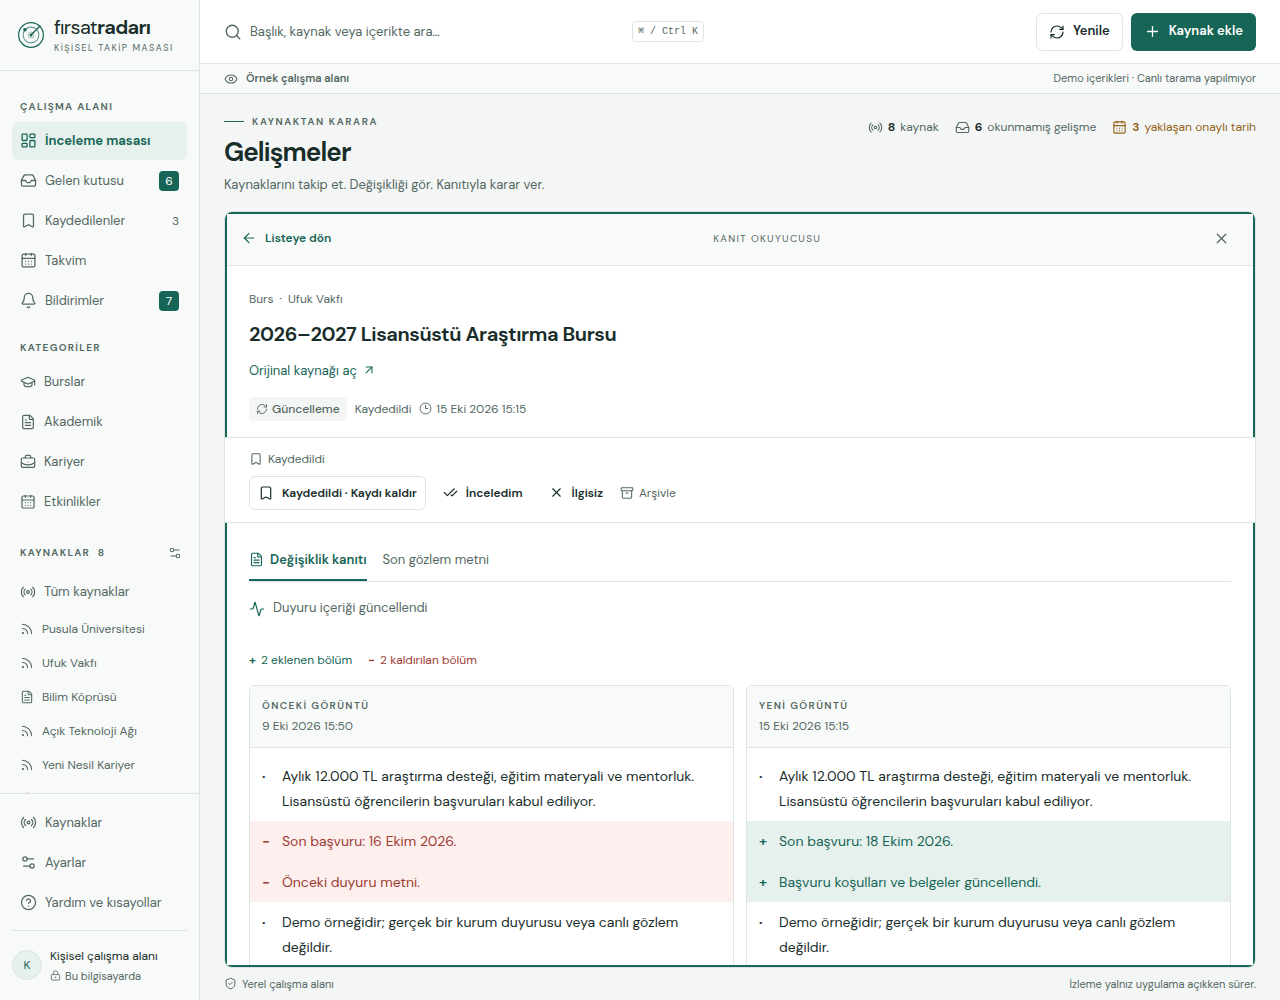 fırsatradarı
KİŞİSEL TAKİP MASASI
ÇALIŞMA ALANI
İnceleme masası
Gelen kutusu 6
Kaydedilenler 3
Takvim
Bildirimler 7
KATEGORİLER
Burslar
Akademik
Kariyer
Etkinlikler
KAYNAKLAR 8
Tüm kaynaklar
Pusula Üniversitesi
Ufuk Vakfı
Bilim Köprüsü
Açık Teknoloji Ağı
Yeni Nesil Kariyer
Kaynaklar
Ayarlar
Yardım ve kısayollar
K
Kişisel çalışma alanı
Bu bilgisayarda
Başlık, kaynak veya içerikte ara...
⌘ / Ctrl K
Yenile
Kaynak ekle
Örnek çalışma alanı
Demo içerikleri · Canlı tarama yapılmıyor
KAYNAKTAN KARARA
Gelişmeler
Kaynaklarını takip et. Değişikliği gör. Kanıtıyla karar ver.
8 kaynak 6 okunmamış gelişme 3 yaklaşan onaylı tarih
Listeye dön
KANIT OKUYUCUSU
Burs · Ufuk Vakfı
2026–2027 Lisansüstü Araştırma Bursu
Orijinal kaynağı aç
Güncelleme Kaydedildi 15 Eki 2026 15:15
Kaydedildi
Kaydedildi · Kaydı kaldır İnceledim İlgisiz Arşivle
Değişiklik kanıtı Son gözlem metni
Duyuru içeriği güncellendi
+ 2 eklenen bölüm − 2 kaldırılan bölüm
ÖNCEKİ GÖRÜNTÜ
9 Eki 2026 15:50
· Aylık 12.000 TL araştırma desteği, eğitim materyali ve mentorluk.
Lisansüstü öğrencilerin başvuruları kabul ediliyor.
− Son başvuru: 16 Ekim 2026.
− Önceki duyuru metni.
· Demo örneğidir; gerçek bir kurum duyurusu veya canlı gözlem
değildir.
YENİ GÖRÜNTÜ
15 Eki 2026 15:15
· Aylık 12.000 TL araştırma desteği, eğitim materyali ve mentorluk.
Lisansüstü öğrencilerin başvuruları kabul ediliyor.
+ Son başvuru: 18 Ekim 2026.
+ Başvuru koşulları ve belgeler güncellendi.
· Demo örneğidir; gerçek bir kurum duyurusu veya canlı gözlem
değildir.
Yerel çalışma alanı
İzleme yalnız uygulama açıkken sürer.